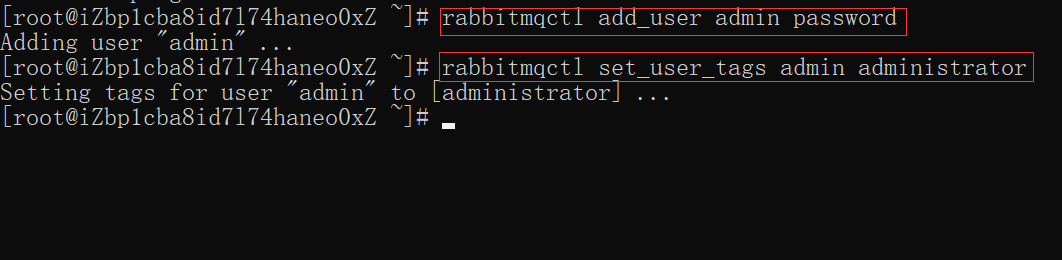 [root@iZbp1cba8id7l74haneo0xZ ~]# rabbitmqctl add_user admin password
Adding user "admin" ...
[root@iZbp1cba8id7l74haneo0xZ ~]# rabbitmqctl set_user_tags admin administrator
Setting tags for user "admin" to [administrator] ...
[root@iZbp1cba8id7l74haneo0xZ ~]#